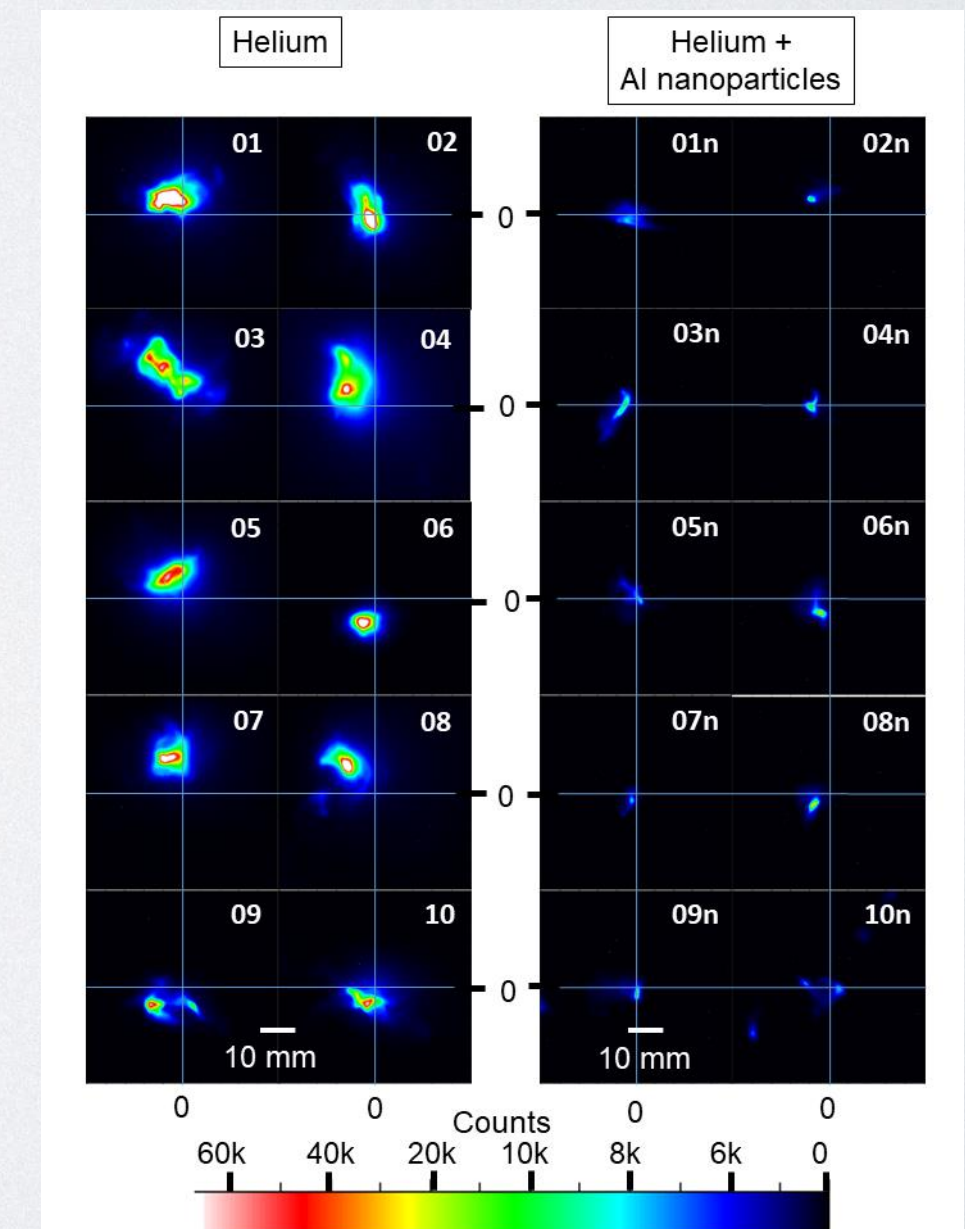 Helium
Helium +
Al nanoparticles
01 02 01n 02n
0
03 04 03n 04n
0
05 06 05n 06n
0
07 08 07n 08n
0
09 10 09n 10n
0
10 mm 10 mm
0 0 0 0
Counts
60k 40k 20k 10k 8k 6k 0